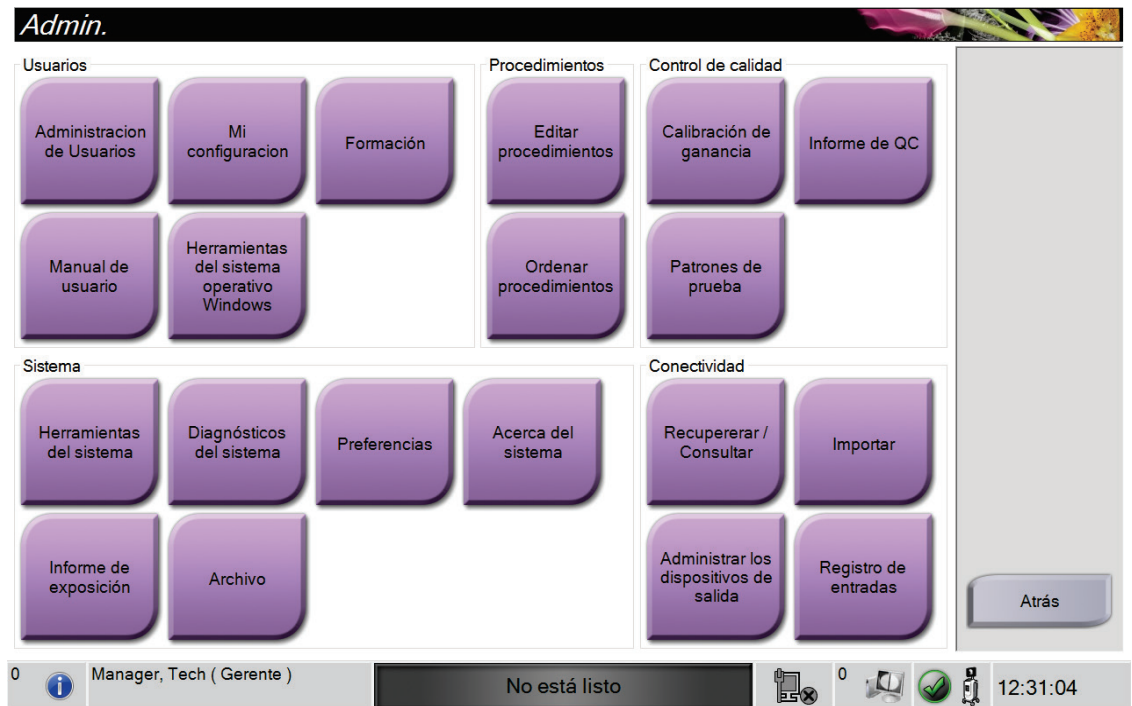 Admin.
Usuarios
Administracion
de Usuarios
Mi
configuracion
Formación
Manual de
usuario
Herramientas
del sistema
operativo
Windows
Procedimientos
Editar
procedimientos
Ordenar
procedimientos
Control de calidad
Calibración de
ganancia
Informe de QC
Patrones de
prueba
Sistema
Herramientas
del sistema
Diagnósticos
del sistema
Preferencias
Acerca del
sistema
Informe de
exposición
Archivo
Conectividad
Recupererar /
Consultar
Importar
Administrar los
dispositivos de
salida
Registro de
entradas
Atrás
0
Manager, Tech ( Gerente )
No está listo
0
12:31:04